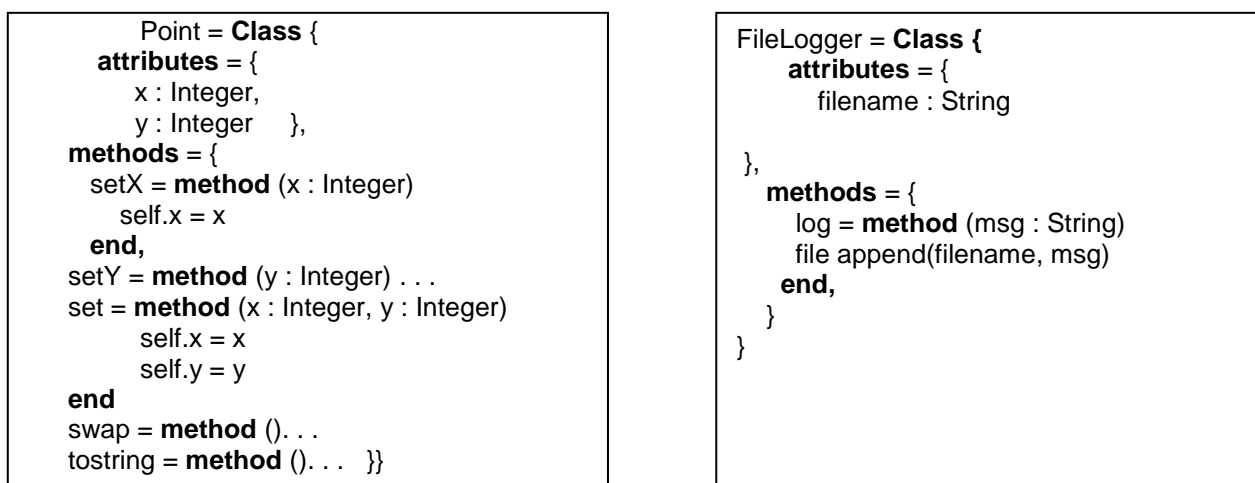 Point = Class {
attributes = {
x : Integer,
y : Integer },
methods = {
setX = method (x : Integer)
self.x = x
end,
setY = method (y : Integer) . . .
set = method (x : Integer, y : Integer)
self.x = x
self.y = y
end
swap = method (). . .
tostring = method (). . . }}
FileLogger = Class {
attributes = {
filename : String
},
methods = {
log = method (msg : String)
file append(filename, msg)
end,
}
}